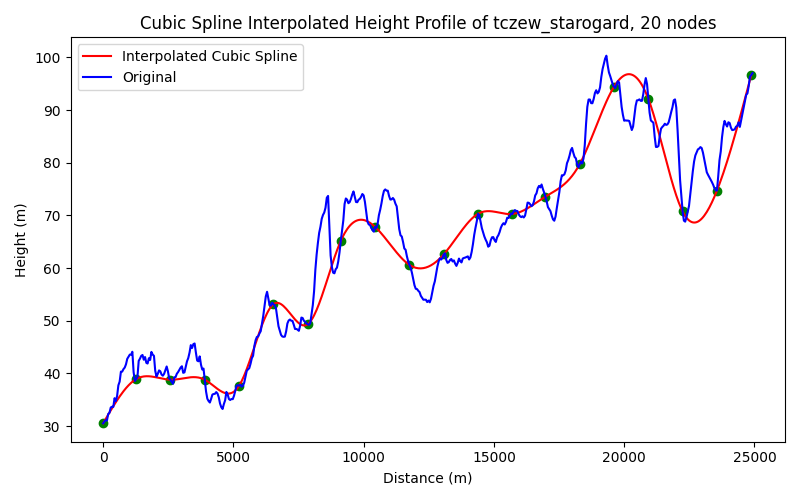 Cubic Spline Interpolated Height Profile of tczew_starogard, 20 nodes
Interpolated Cubic Spline
Original
100
90
80
70
60
50
40
30
Height (m)
0 5000 10000 15000 20000 25000
Distance (m)